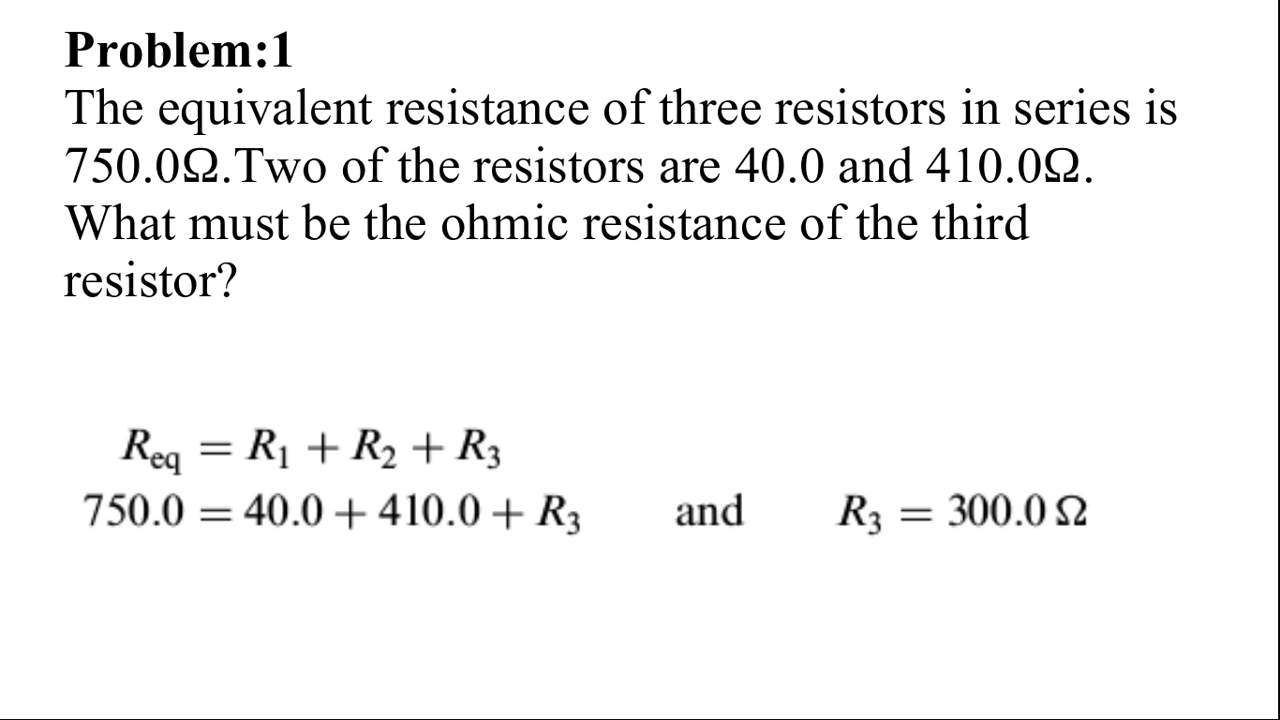 Problem:1
The equivalent resistance of three resistors in series is
750.0Ω.Two of the resistors are 40.0 and 410.0Ω.
What must be the ohmic resistance of the third
resistor?
R_eq = R₁ + R₂ + R₃
750.0 = 40.0 + 410.0 + R₃ and R₃ = 300.0 Ω